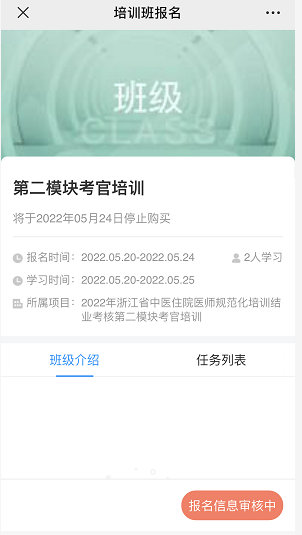 培训班报名
班级
CLASS
第二模块考官培训
将于2022年05月24日停止购买
报名时间：2022.05.20-2022.05.24
2人学习
学习时间：2022.05.20-2022.05.25
所属项目：2022年浙江省中医住院医师规范化培训结
业考核第二模块考官培训
班级介绍
任务列表
报名信息审核中